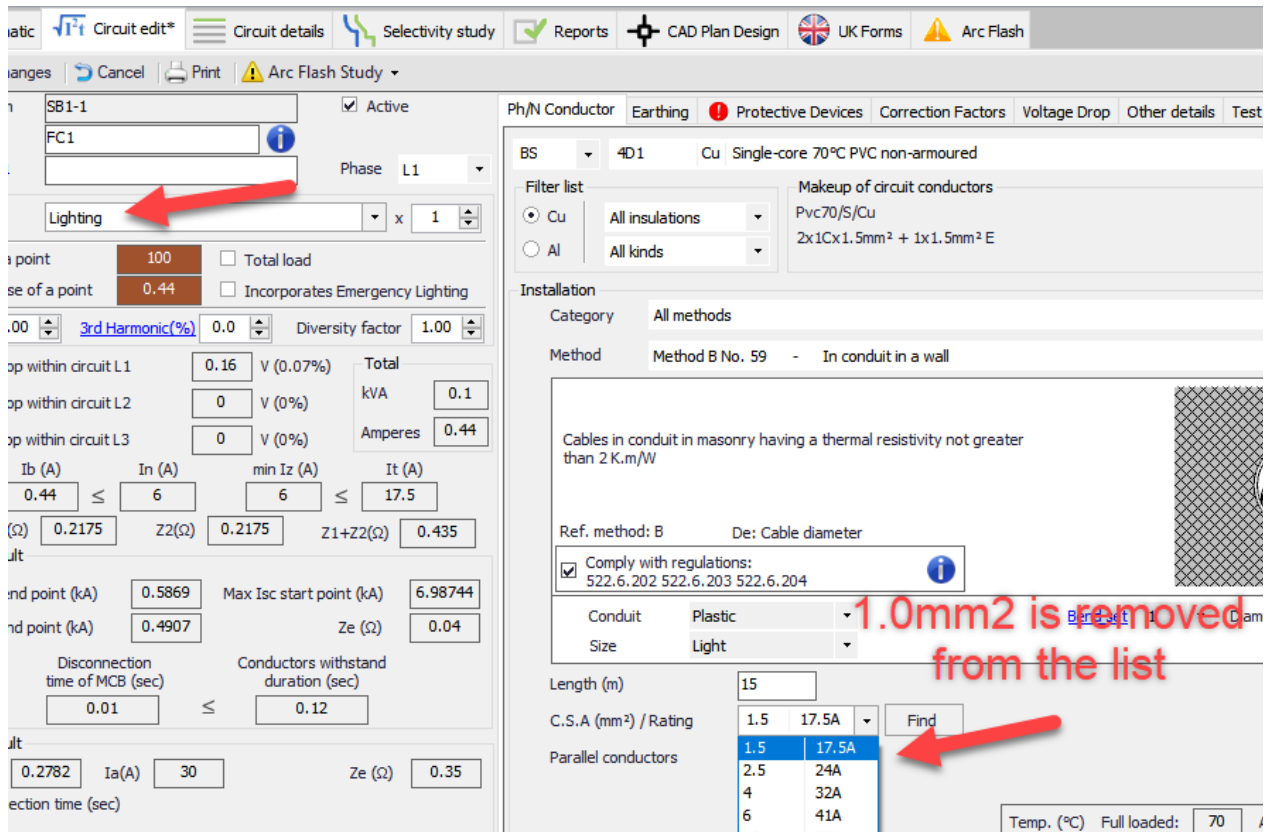 atic Circuit edit* Circuit details Selectivity study Reports CAD Plan Design UK Forms Arc Flash
hanges Cancel Print Arc Flash Study
SB1-1 Active
FC1
Phase L1
Lighting x 1
a point 100 Total load
se of a point 0.44 Incorporates Emergency Lighting
.00 3rd Harmonic(%) 0.0 Diversity factor 1.00
op within circuit L1 0.16 V (0.07%) Total
kVA 0.1
op within circuit L2 0 V (0%)
Amperes 0.44
op within circuit L3 0 V (0%)
Ib (A) In (A) min Iz (A) It (A)
0.44 ≤ 6 6 ≤ 17.5
(Ω) 0.2175 Z2(Ω) 0.2175 Z1+Z2(Ω) 0.435
ult
end point (kA) 0.5869 Max Isc start point (kA) 6.98744
nd point (kA) 0.4907 Ze (Ω) 0.04
Disconnection time of MCB (sec) Conductors withstand duration (sec)
0.01 ≤ 0.12
ult
0.2782 Ia(A) 30 Ze (Ω) 0.35
ection time (sec)
Ph/N Conductor Earthing Protective Devices Correction Factors Voltage Drop Other details Test
BS 4D1 Cu Single-core 70°C PVC non-armoured
Filter list Makeup of circuit conductors
Cu All insulations Pvc70/S/Cu
2x1Cx1.5mm² + 1x1.5mm² E
Al All kinds
Installation
Category All methods
Method Method B No. 59 - In conduit in a wall
Cables in conduit in masonry having a thermal resistivity not greater
than 2 K.m/W
Ref. method: B De: Cable diameter
Comply with regulations:
522.6.202 522.6.203 522.6.204
Conduit Plastic
Size Light
1.0mm2 is removed
from the list
Length (m) 15
C.S.A (mm²) / Rating 1.5 17.5A Find
1.5 17.5A
Parallel conductors
2.5 24A
4 32A
6 41A
Temp. (°C) Full loaded: 70